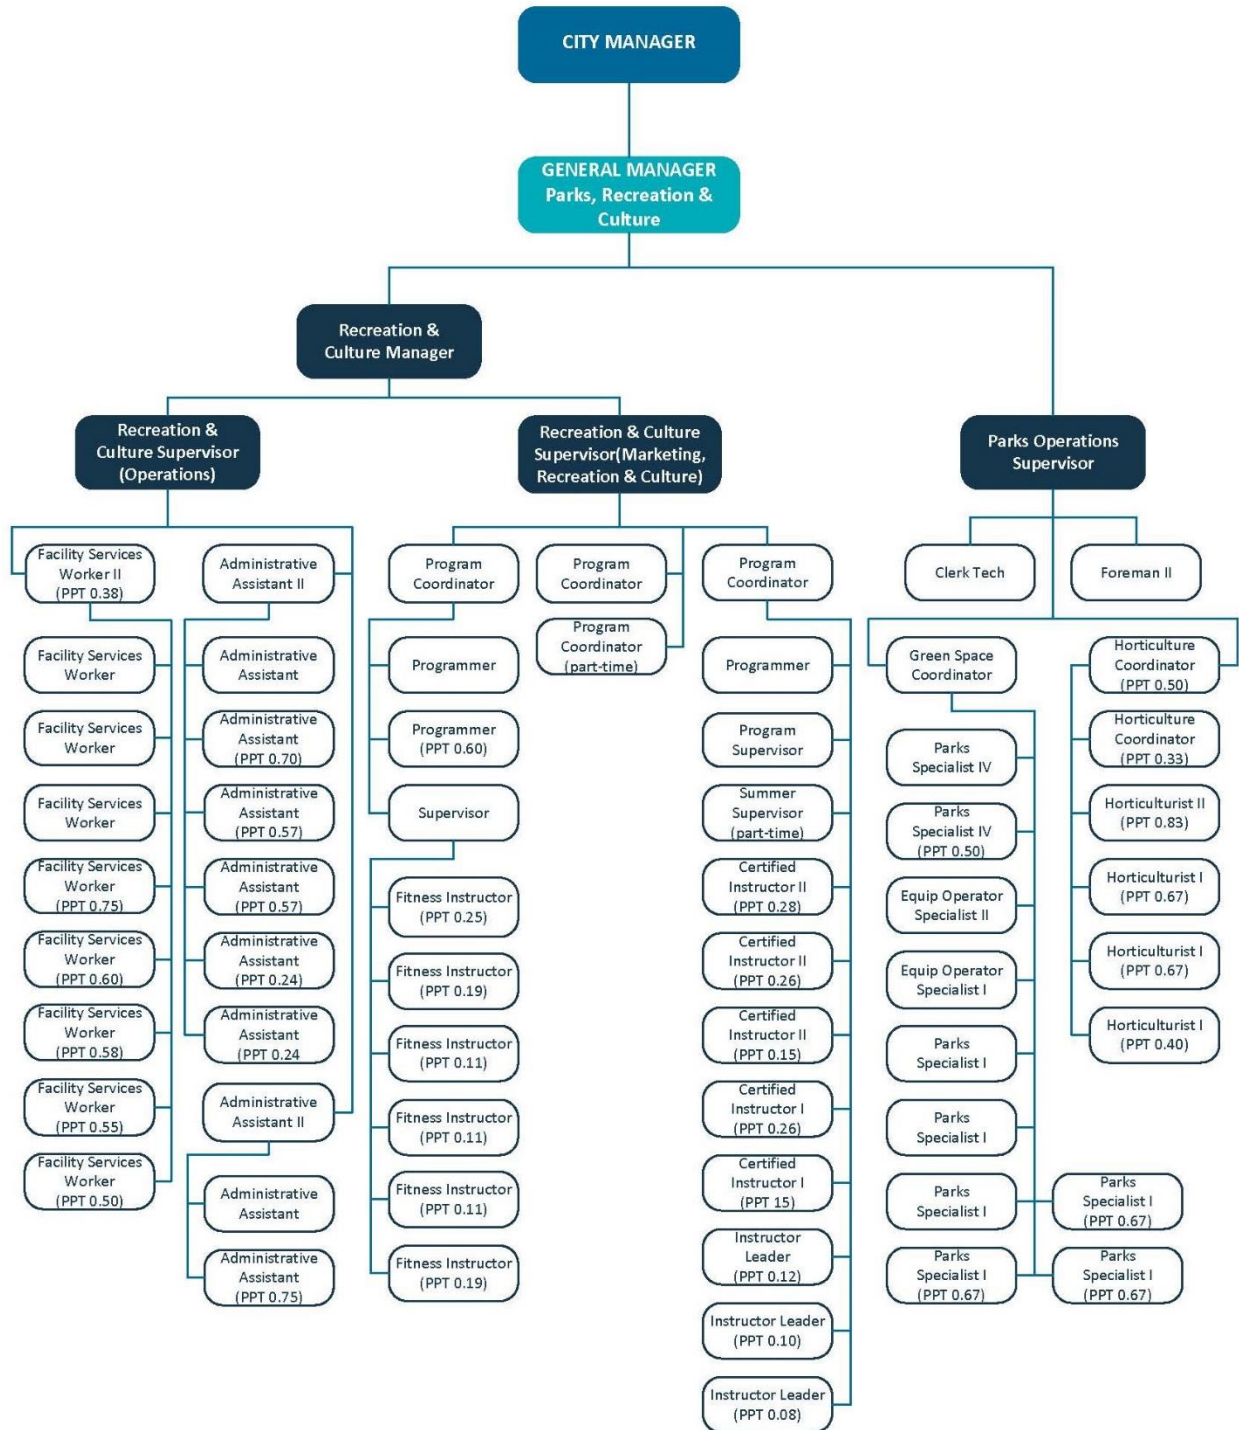 CITY MANAGER
GENERAL MANAGER
Parks, Recreation &
Culture
Recreation &
Culture Manager
Recreation &
Culture Supervisor
(Operations)
Recreation & Culture
Supervisor(Marketing,
Recreation & Culture)
Parks Operations
Supervisor
Facility Services
Worker II
(PPT 0.38)
Facility Services
Worker
Facility Services
Worker
Facility Services
Worker
Facility Services
Worker
(PPT 0.75)
Facility Services
Worker
(PPT 0.60)
Facility Services
Worker
(PPT 0.58)
Facility Services
Worker
(PPT 0.55)
Facility Services
Worker
(PPT 0.50)
Administrative
Assistant II
Administrative
Assistant
Administrative
Assistant
(PPT 0.70)
Administrative
Assistant
(PPT 0.57)
Administrative
Assistant
(PPT 0.57)
Administrative
Assistant
(PPT 0.24)
Administrative
Assistant
(PPT 0.24
Administrative
Assistant II
Administrative
Assistant
Administrative
Assistant
(PPT 0.75)
Program
Coordinator
Programmer
Programmer
(PPT 0.60)
Supervisor
Fitness Instructor
(PPT 0.25)
Fitness Instructor
(PPT 0.19)
Fitness Instructor
(PPT 0.11)
Fitness Instructor
(PPT 0.11)
Fitness Instructor
(PPT 0.11)
Fitness Instructor
(PPT 0.19)
Program
Coordinator
Program
Coordinator
(part-time)
Program
Coordinator
Programmer
Program
Supervisor
Summer
Supervisor
(part-time)
Certified
Instructor II
(PPT 0.28)
Certified
Instructor II
(PPT 0.26)
Certified
Instructor II
(PPT 0.15)
Certified
Instructor I
(PPT 0.26)
Certified
Instructor I
(PPT 15)
Instructor
Leader
(PPT 0.12)
Instructor Leader
(PPT 0.10)
Instructor Leader
(PPT 0.08)
Clerk Tech
Foreman II
Green Space
Coordinator
Parks
Specialist IV
Parks
Specialist IV
(PPT 0.50)
Equip Operator
Specialist II
Equip Operator
Specialist I
Parks
Specialist I
Parks
Specialist I
Parks
Specialist I
Parks
Specialist I
(PPT 0.67)
Parks
Specialist I
(PPT 0.67)
Parks
Specialist I
(PPT 0.67)
Horticulture
Coordinator
(PPT 0.50)
Horticulture
Coordinator
(PPT 0.33)
Horticulturist II
(PPT 0.83)
Horticulturist I
(PPT 0.67)
Horticulturist I
(PPT 0.67)
Horticulturist I
(PPT 0.40)